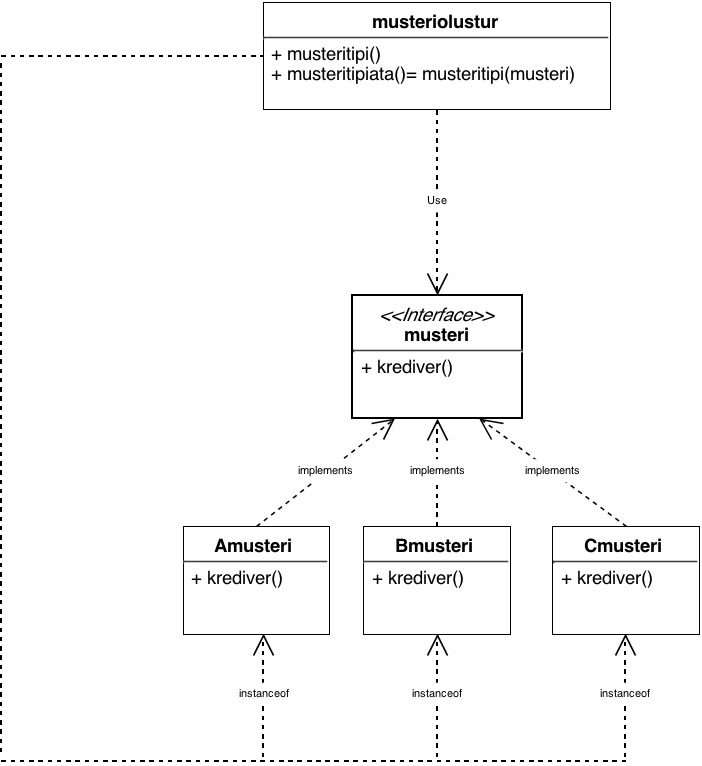 musteriolustur
+ musteritipi()
+ musteritipiata()= musteritipi(musteri)
Use
<<Interface>>
musteri
+ krediver()
implements implements implements
Amusteri Bmusteri Cmusteri
+ krediver() + krediver() + krediver()
instanceof instanceof instanceof